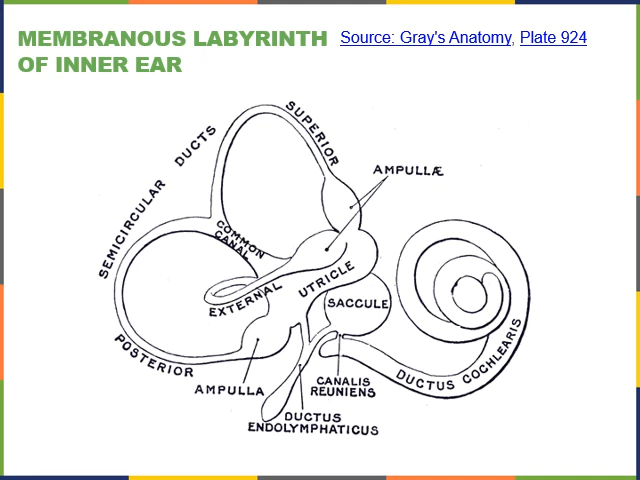 MEMBRANOUS LABYRINTH
OF INNER EAR
Source: Gray's Anatomy, Plate 924
SUPERIOR
SEMICIRCULAR DUCTS
AMPULLÆ
COMMON
CANAL
EXTERNAL
UTRICLE
SACCULE
POSTERIOR
AMPULLA
CANALIS
REUNIENS
DUCTUS COCHLEARIS
DUCTUS
ENDOLYMPHATICUS